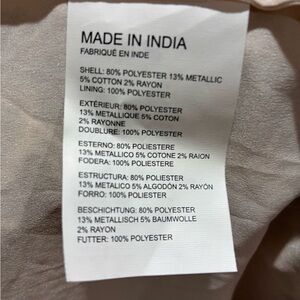 MADE IN INDIA
FABRIQUÉ EN INDE
SHELL: 80% POLYESTER 13% METALLIC
5% COTTON 2% RAYON
LINING: 100% POLYESTER
EXTÉRIEUR: 80% POLYESTER
13% METALLIQUE 5% COTON
2% RAYONNE
DOUBLURE: 100% POLYESTER
ESTERNO: 80% POLIESTERE
13% METALLICO 5% COTONE 2% RAION
FODERA: 100% POLIESTERE
ESTRUCTURA: 80% POLYESTER
13% METALICO 5% ALGODÓN 2% RAYÓN
FORRO: 100% POLYESTER
BESCHICHTUNG: 80% POLYESTER
13% METALLISCH 5% BAUMWOLLE
2% RAYON
FUTTER: 100% POLYESTER